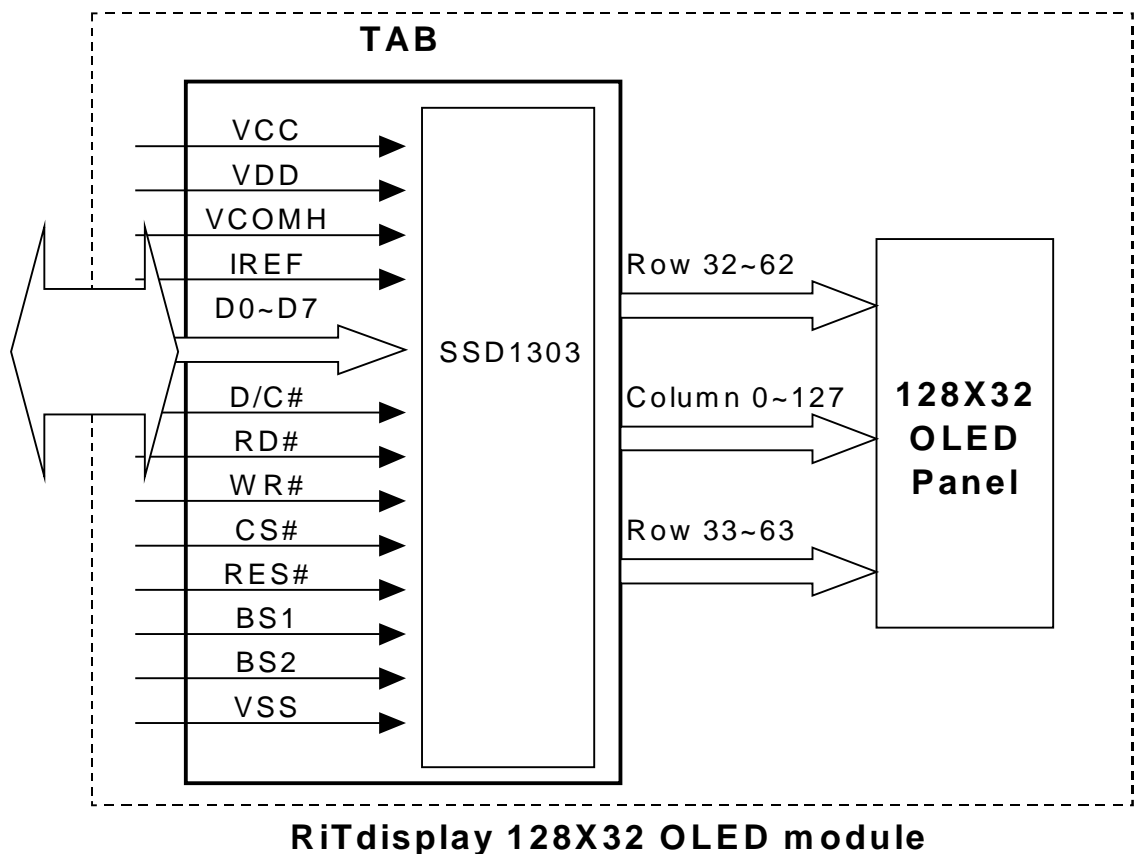 TAB
VCC
VDD
VCOMH
IREF
D0~D7
D/C#
RD#
WR#
CS#
RES#
BS1
BS2
VSS
SSD1303
Row 32~62
Column 0~127
Row 33~63
128X32
OLED
Panel
RiTdisplay 128X32 OLED module